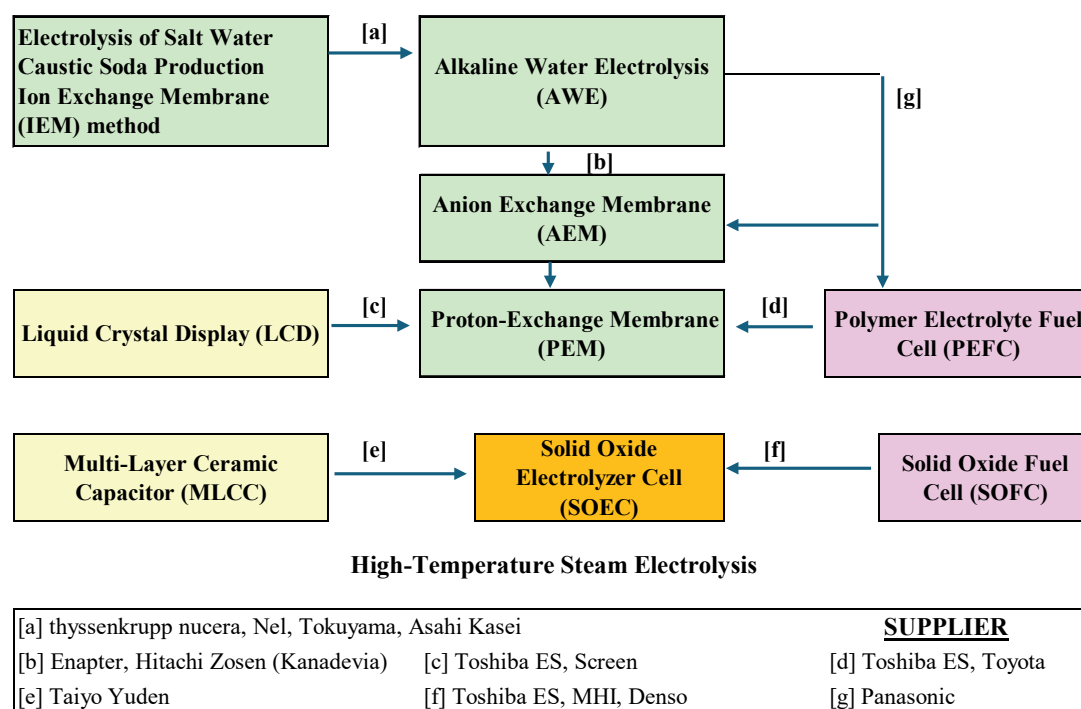 Electrolysis of Salt Water
Caustic Soda Production
Ion Exchange Membrane
(IEM) method
[a]
Alkaline Water Electrolysis
(AWE)
[g]
[b]
Anion Exchange Membrane
(AEM)
Liquid Crystal Display (LCD)
[c]
Proton-Exchange Membrane
(PEM)
[d]
Polymer Electrolyte Fuel
Cell (PEFC)
Multi-Layer Ceramic
Capacitor (MLCC)
[e]
Solid Oxide
Electrolyzer Cell
(SOEC)
[f]
Solid Oxide Fuel
Cell (SOFC)
High-Temperature Steam Electrolysis
[a] thyssenkrupp nucera, Nel, Tokuyama, Asahi Kasei
SUPPLIER
[b] Enapter, Hitachi Zosen (Kanadevia) [c] Toshiba ES, Screen [d] Toshiba ES, Toyota
[e] Taiyo Yuden [f] Toshiba ES, MHI, Denso [g] Panasonic